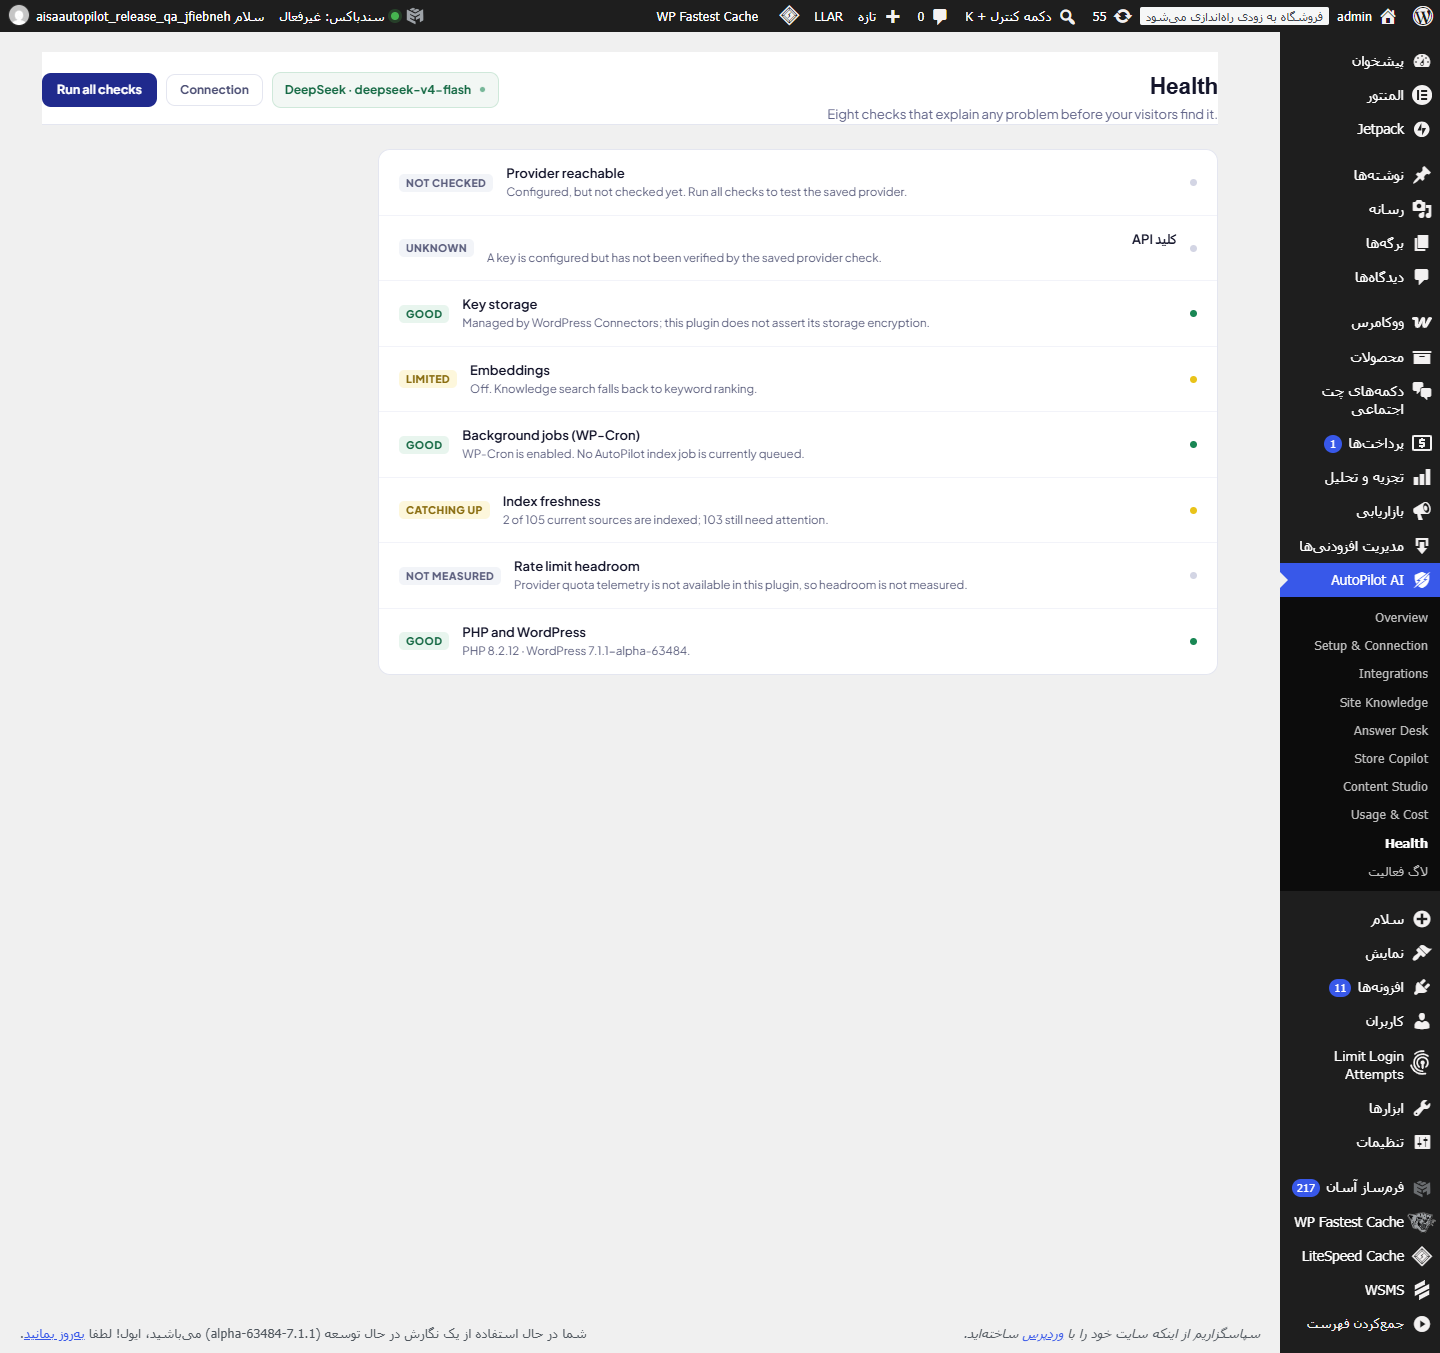 admin
فروشگاه به زودی راه‌اندازی می‌شود
55
دکمه کنترل + K
0
تازه
LLAR
WP Fastest Cache
سندباکس: غیرفعال
سلام aisaautopilot_release_qa_jfiebneh
پیشخوان
المنتور
Jetpack
نوشته‌ها
رسانه
برگه‌ها
دیدگاه‌ها
ووکامرس
محصولات
دکمه‌های چت
اجتماعی
پرداخت‌ها 1
تجزیه و تحلیل
بازاریابی
مدیریت افزودنی‌ها
AutoPilot AI
Overview
Setup & Connection
Integrations
Site Knowledge
Answer Desk
Store Copilot
Content Studio
Usage & Cost
Health
لاگ فعالیت
سلام
نمایش
افزونه‌ها 11
کاربران
Limit Login
Attempts
ابزارها
تنظیمات
فرم‌ساز آسان 217
WP Fastest Cache
LiteSpeed Cache
WSMS
جمع‌کردن فهرست
Health
Eight checks that explain any problem before your visitors find it.
DeepSeek · deepseek-v4-flash
Connection
Run all checks
Provider reachable
NOT CHECKED
Configured, but not checked yet. Run all checks to test the saved provider.
کلید API
UNKNOWN
A key is configured but has not been verified by the saved provider check.
Key storage
GOOD
Managed by WordPress Connectors; this plugin does not assert its storage encryption.
Embeddings
LIMITED
Off. Knowledge search falls back to keyword ranking.
Background jobs (WP-Cron)
GOOD
WP-Cron is enabled. No AutoPilot index job is currently queued.
Index freshness
CATCHING UP
2 of 105 current sources are indexed; 103 still need attention.
Rate limit headroom
NOT MEASURED
Provider quota telemetry is not available in this plugin, so headroom is not measured.
PHP and WordPress
GOOD
PHP 8.2.12 · WordPress 7.1.1-alpha-63484.
سپاسگزاریم از اینکه سایت خود را با وردپرس ساخته‌اید.
شما در حال استفاده از یک نگارش در حال توسعه (7.1.1-alpha-63484) می‌باشید، ایول! لطفا به‌روز بمانید.